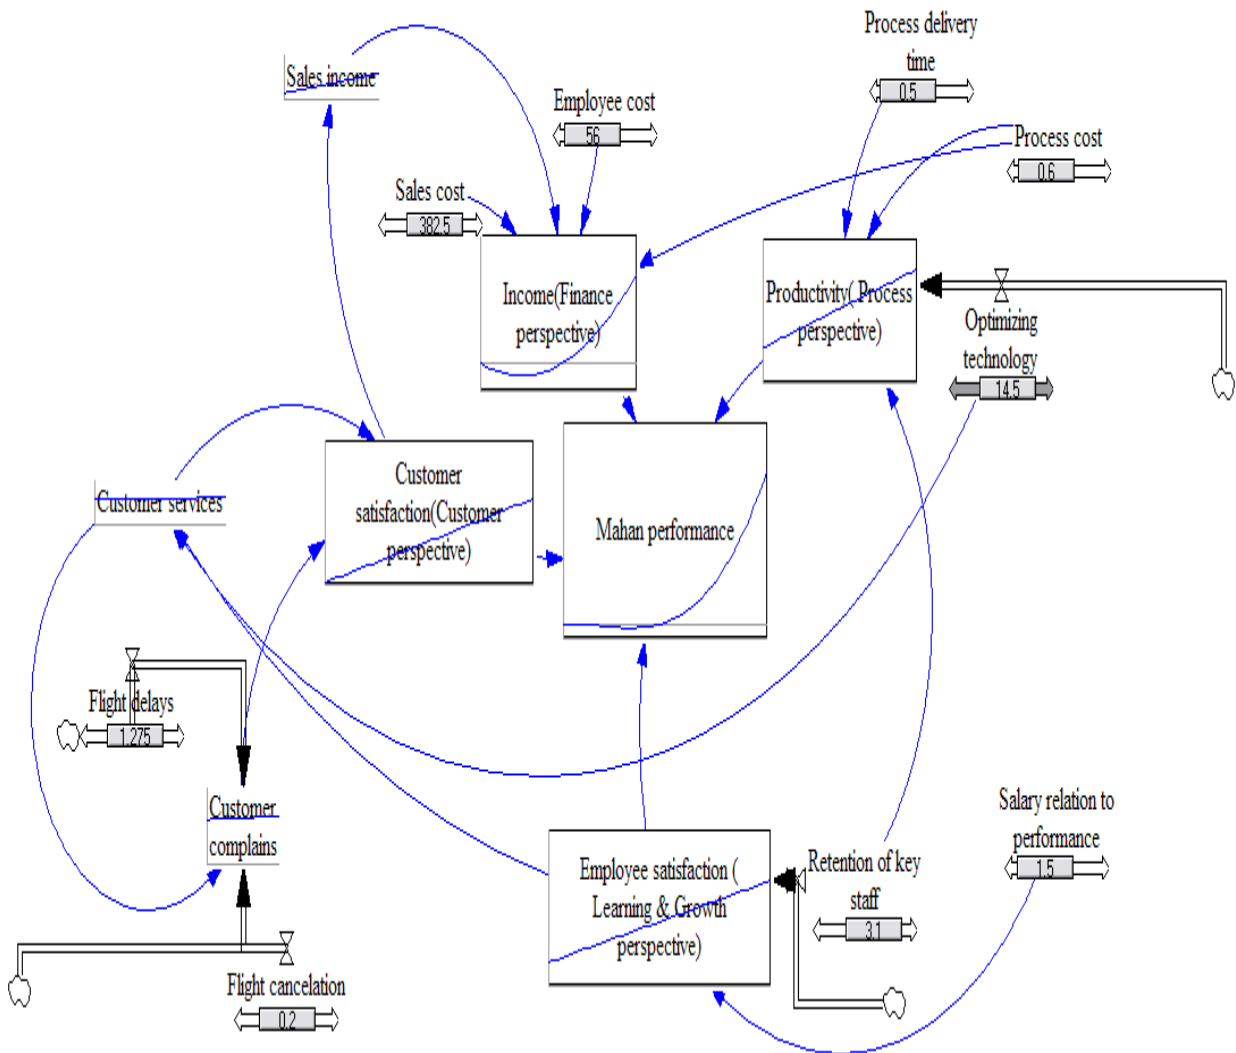 Process delivery
time
0.5
Sales income
Employee cost
56
Process cost
0.6
Sales cost
382.5
Income(Finance
perspective)
Productivity( Process
perspective)
Optimizing
technology
14.5
Customer
satisfaction(Customer
perspective)
Customer services
Mahan performance
Flight delays
1.275
Customer
complains
Salary relation to
performance
1.5
Employee satisfaction (
Learning & Growth
perspective)
Retention of key
staff
3.1
Flight cancelation
0.2